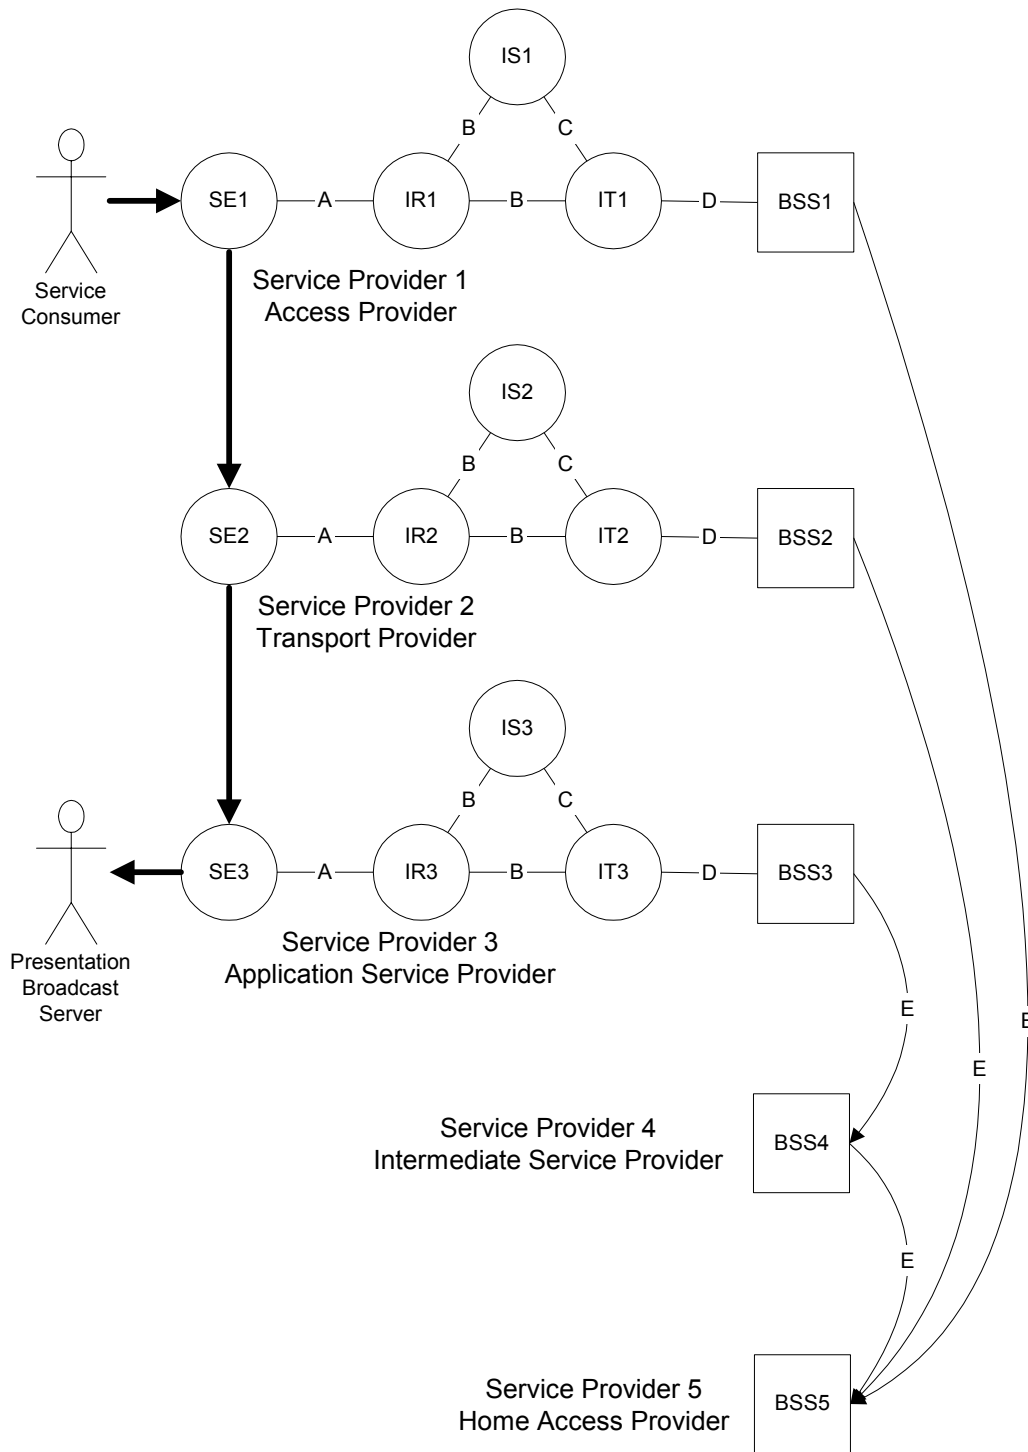 IS1
B
C
SE1
A
IR1
B
IT1
D
BSS1
Service
Consumer
Service Provider 1
Access Provider
IS2
B
C
SE2
A
IR2
B
IT2
D
BSS2
Service Provider 2
Transport Provider
IS3
B
C
SE3
A
IR3
B
IT3
D
BSS3
Presentation
Broadcast
Server
Service Provider 3
Application Service Provider
E
E
E
Service Provider 4
Intermediate Service Provider
BSS4
E
Service Provider 5
Home Access Provider
BSS5